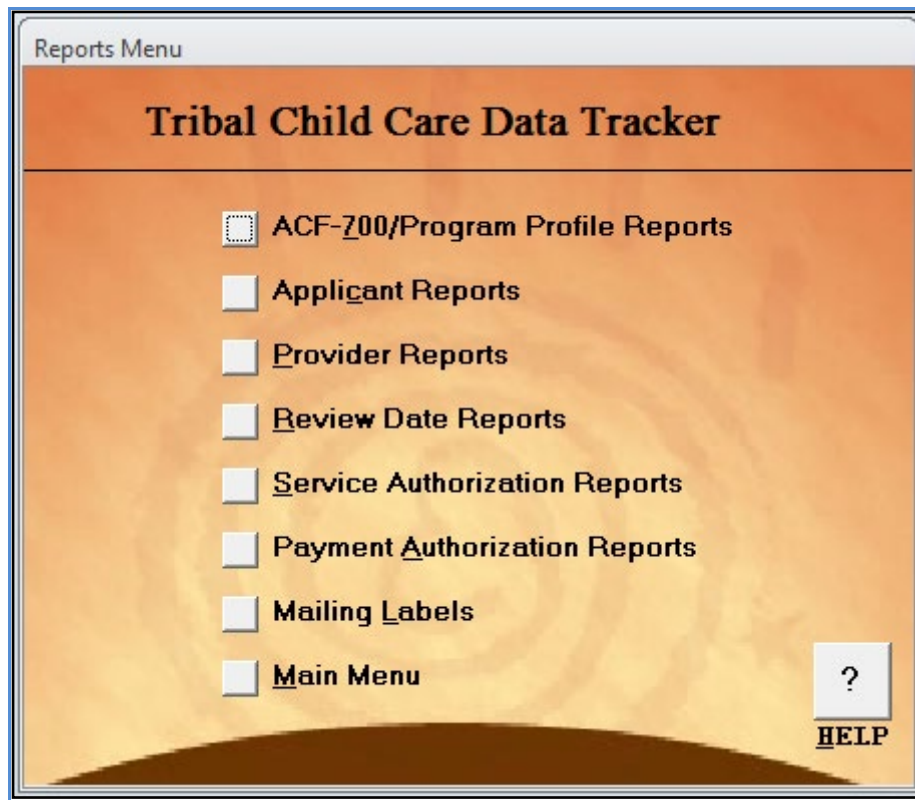 Reports Menu
Tribal Child Care Data Tracker
ACF-700/Program Profile Reports
Applicant Reports
Provider Reports
Review Date Reports
Service Authorization Reports
Payment Authorization Reports
Mailing Labels
Main Menu
?
HELP